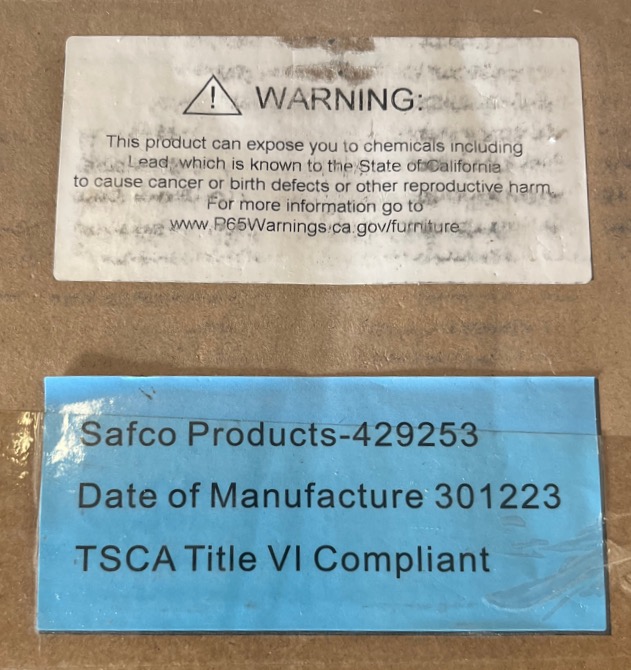 WARNING:
This product can expose you to chemicals including
Lead, which is known to the State of California
to cause cancer or birth defects or other reproductive harm.
For more information go to
www.P65Warnings.ca.gov/furniture.
Safco Products-429253
Date of Manufacture 301223
TSCA Title VI Compliant